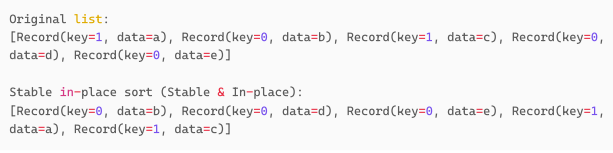 Original list:
[Record(key=1, data=a), Record(key=0, data=b), Record(key=1, data=c), Record(key=0,
data=d), Record(key=0, data=e)]
Stable in-place sort (Stable & In-place):
[Record(key=0, data=b), Record(key=0, data=d), Record(key=0, data=e), Record(key=1,
data=a), Record(key=1, data=c)]